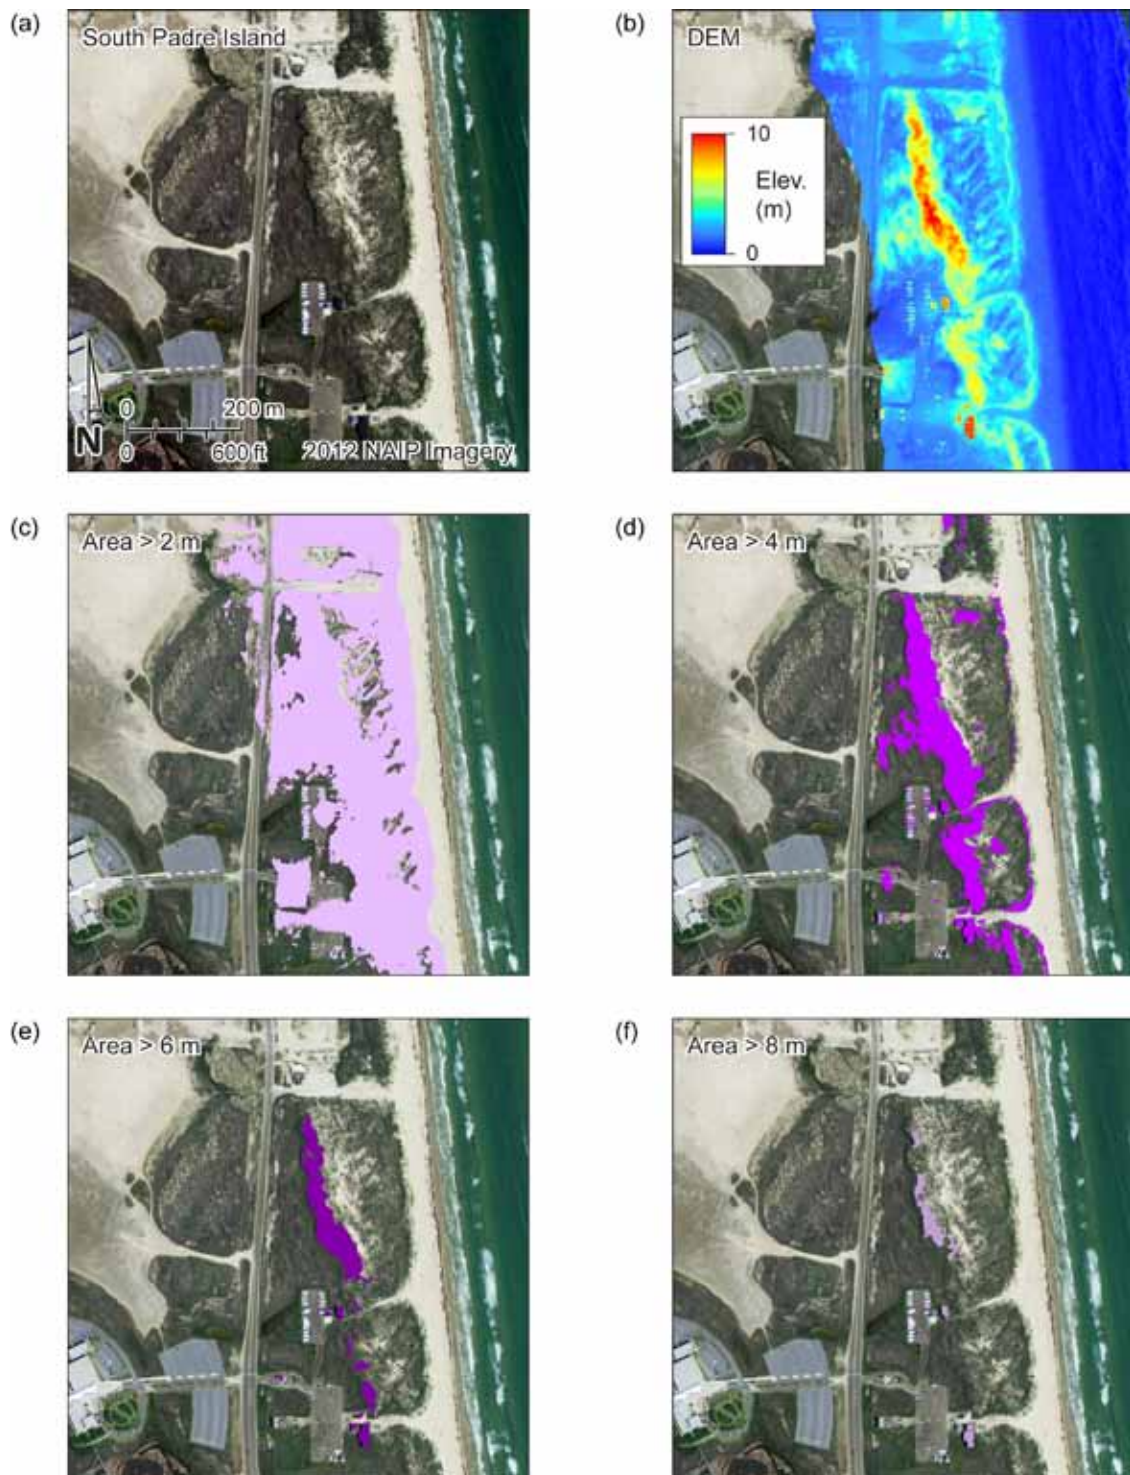 (a)
South Padre Island
0
200 m
N
0
600 ft
2012 NAIP Imagery
(b)
DEM
10
Elev.
(m)
0
(c)
Area > 2 m
(d)
Area > 4 m
(e)
Area > 6 m
(f)
Area > 8 m